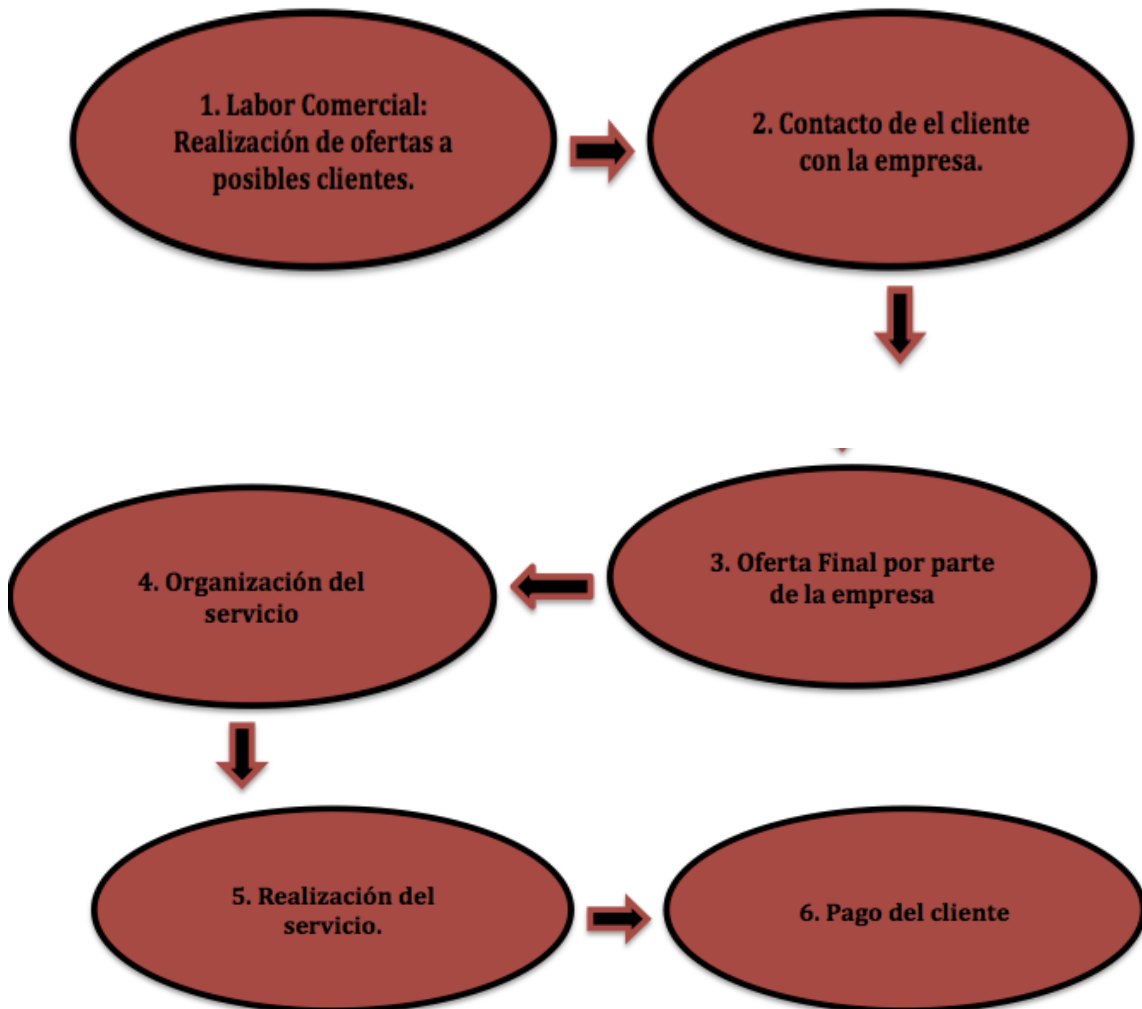 1. Labor Comercial:
Realización de ofertas a
posibles clientes.
2. Contacto de el cliente
con la empresa.
3. Oferta Final por parte
de la empresa
4. Organización del
servicio
5. Realización del
servicio.
6. Pago del cliente